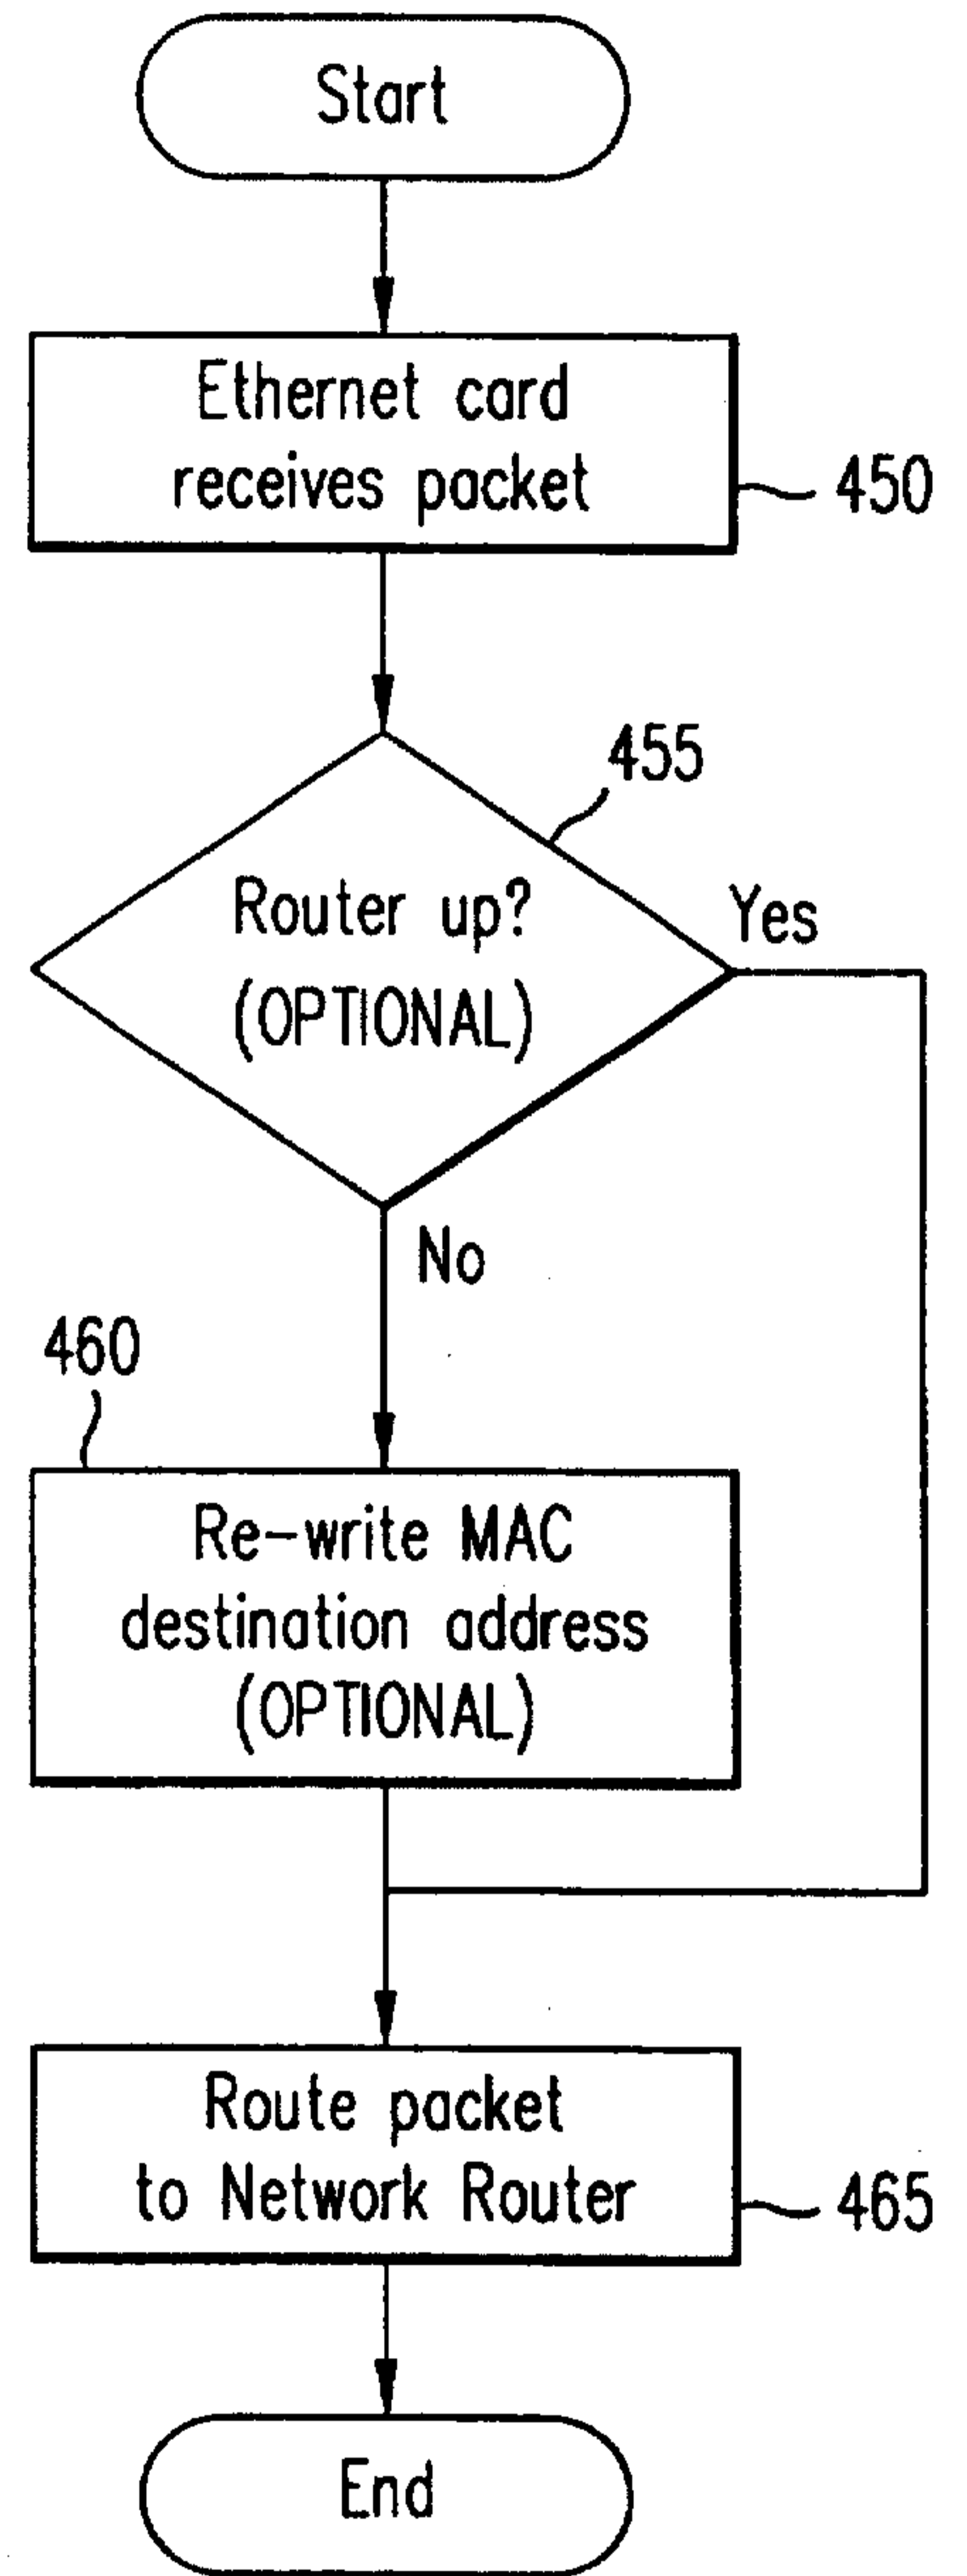 Start
Ethernet card
receives packet
450
455
Router up?
(OPTIONAL)
Yes
No
460
Re-write MAC
destination address
(OPTIONAL)
Route packet
to Network Router
465
End